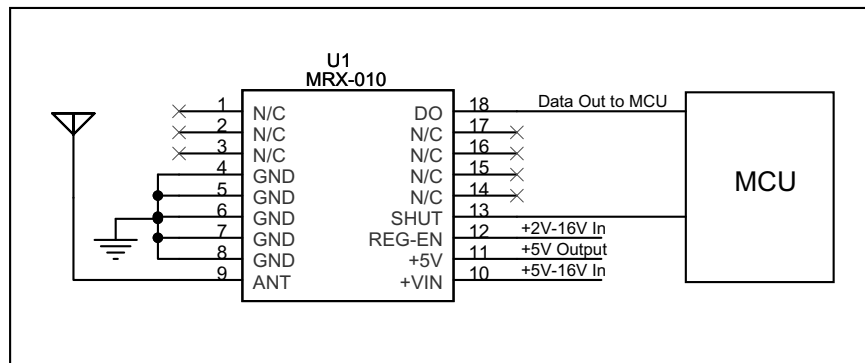 U1
MRX-010
1 N/C DO 18 Data Out to MCU
2 N/C N/C 17
3 N/C N/C 16
4 GND N/C 15
5 GND N/C 14
6 GND SHUT 13
7 GND REG-EN 12 +2V-16V In
8 GND +5V 11 +5V Output
9 ANT +VIN 10 +5V-16V In
MCU